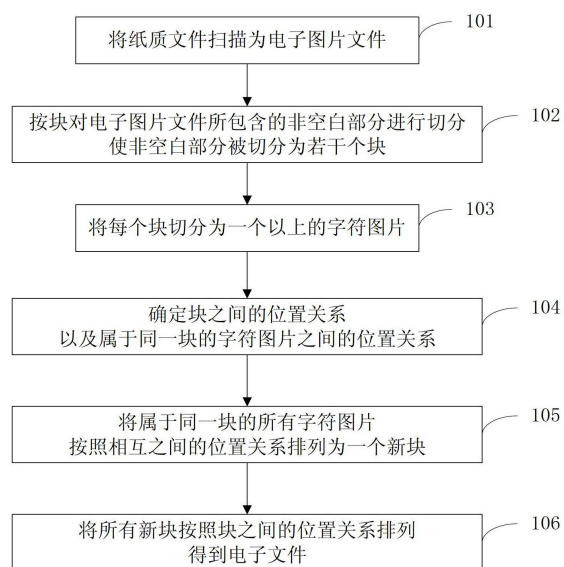 将纸质文件扫描为电子图片文件
101
按块对电子图片文件所包含的非空白部分进行切分
使非空白部分被切分为若干个块
102
将每个块切分为一个以上的字符图片
103
确定块之间的位置关系
以及属于同一块的字符图片之间的位置关系
104
将属于同一块的所有字符图片
按照相互之间的位置关系排列为一个新块
105
将所有新块按照块之间的位置关系排列
得到电子文件
106